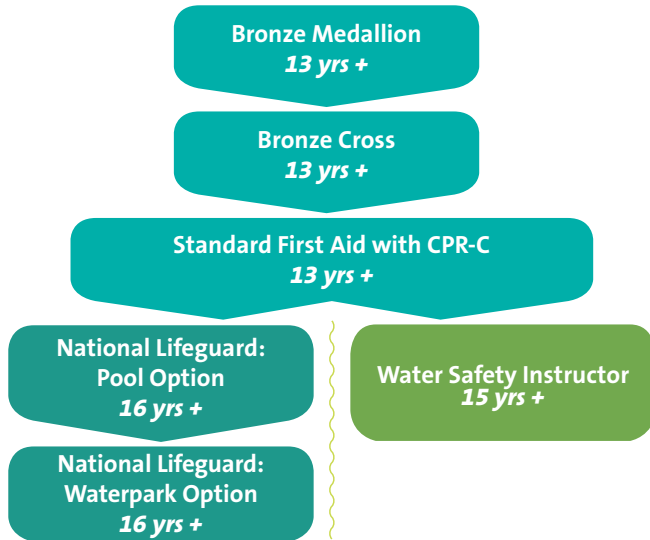 Bronze Medallion
13 yrs +
Bronze Cross
13 yrs +
Standard First Aid with CPR-C
13 yrs +
National Lifeguard:
Pool Option
16 yrs +
Water Safety Instructor
15 yrs +
National Lifeguard:
Waterpark Option
16 yrs +